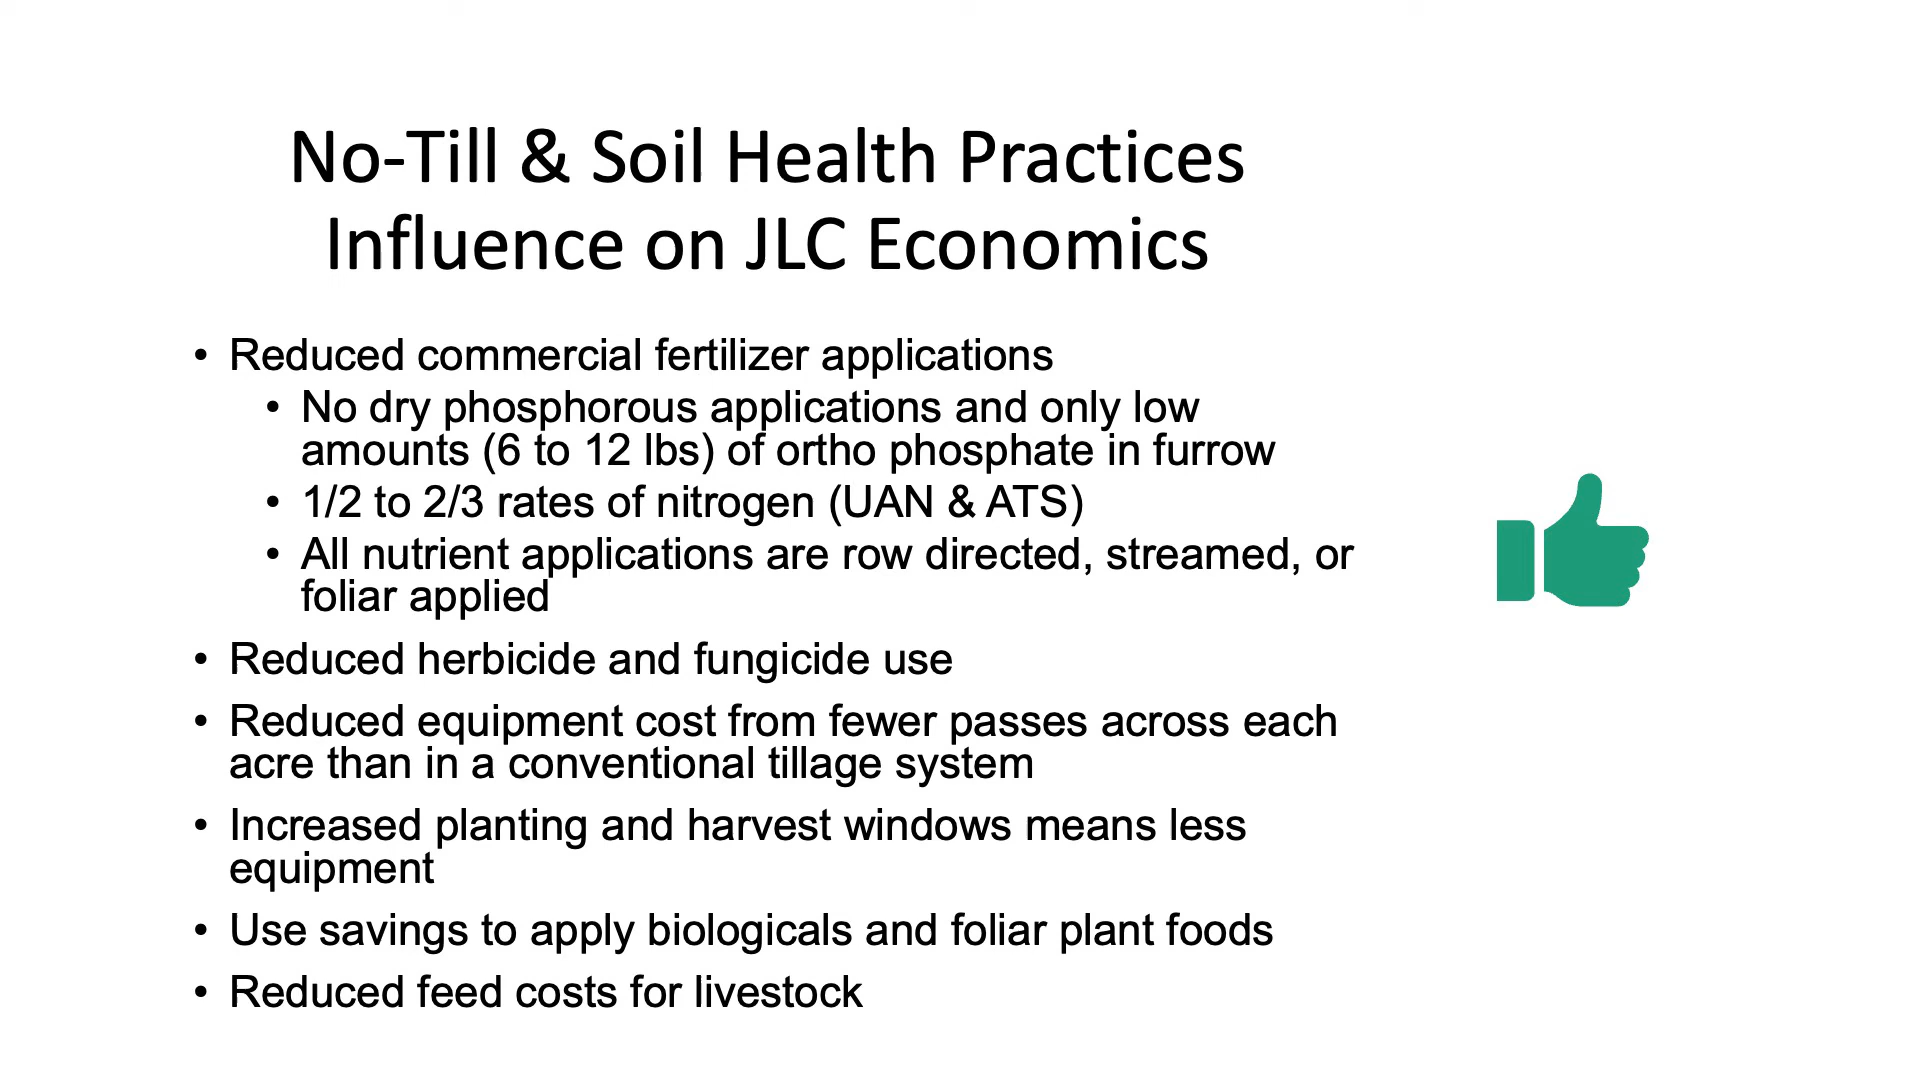 No-Till & Soil Health Practices
Influence on JLC Economics
• Reduced commercial fertilizer applications
• No dry phosphorous applications and only low
amounts (6 to 12 lbs) of ortho phosphate in furrow
• 1/2 to 2/3 rates of nitrogen (UAN & ATS)
• All nutrient applications are row directed, streamed, or
foliar applied
• Reduced herbicide and fungicide use
• Reduced equipment cost from fewer passes across each
acre than in a conventional tillage system
• Increased planting and harvest windows means less
equipment
• Use savings to apply biologicals and foliar plant foods
• Reduced feed costs for livestock